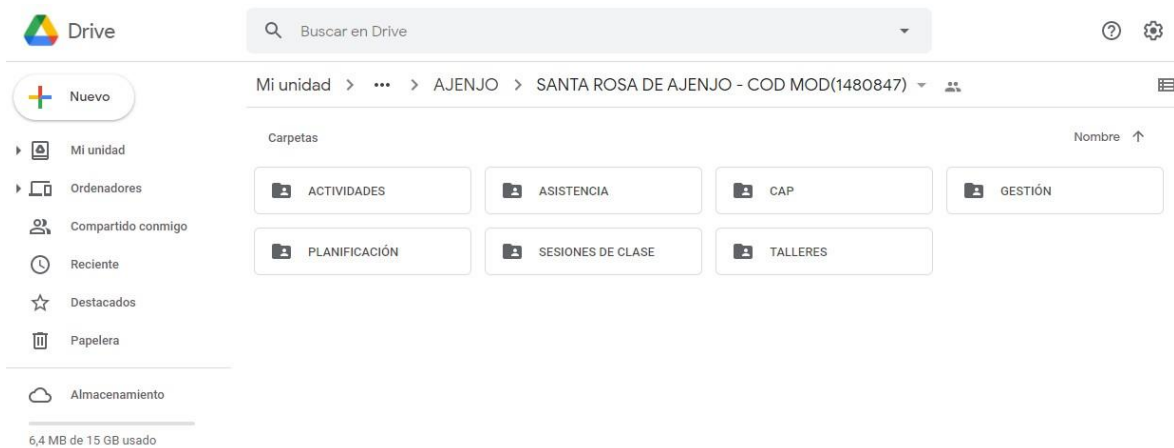 Drive
Buscar en Drive
Nuevo
Mi unidad > ... > AJENJO > SANTA ROSA DE AJENJO - COD MOD(1480847)
Carpetas
Nombre
ACTIVIDADES
ASISTENCIA
CAP
GESTIÓN
PLANIFICACIÓN
SESIONES DE CLASE
TALLERES
Mi unidad
Ordenadores
Compartido conmigo
Reciente
Destacados
Papelera
Almacenamiento
6,4 MB de 15 GB usado